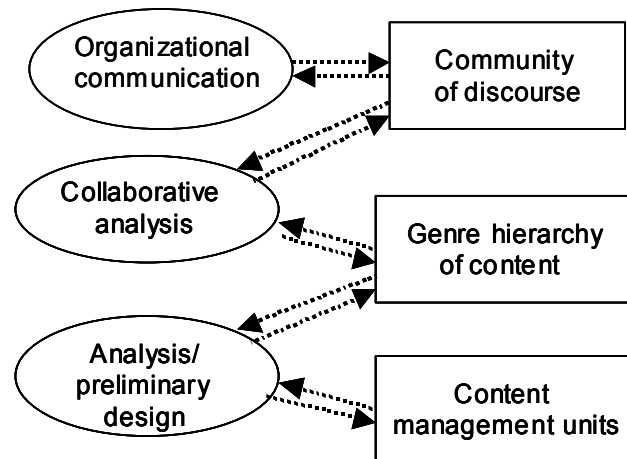 Organizational
communication
Community
of discourse
Collaborative
analysis
Genre hierarchy
of content
Analysis/
preliminary
design
Content
management units